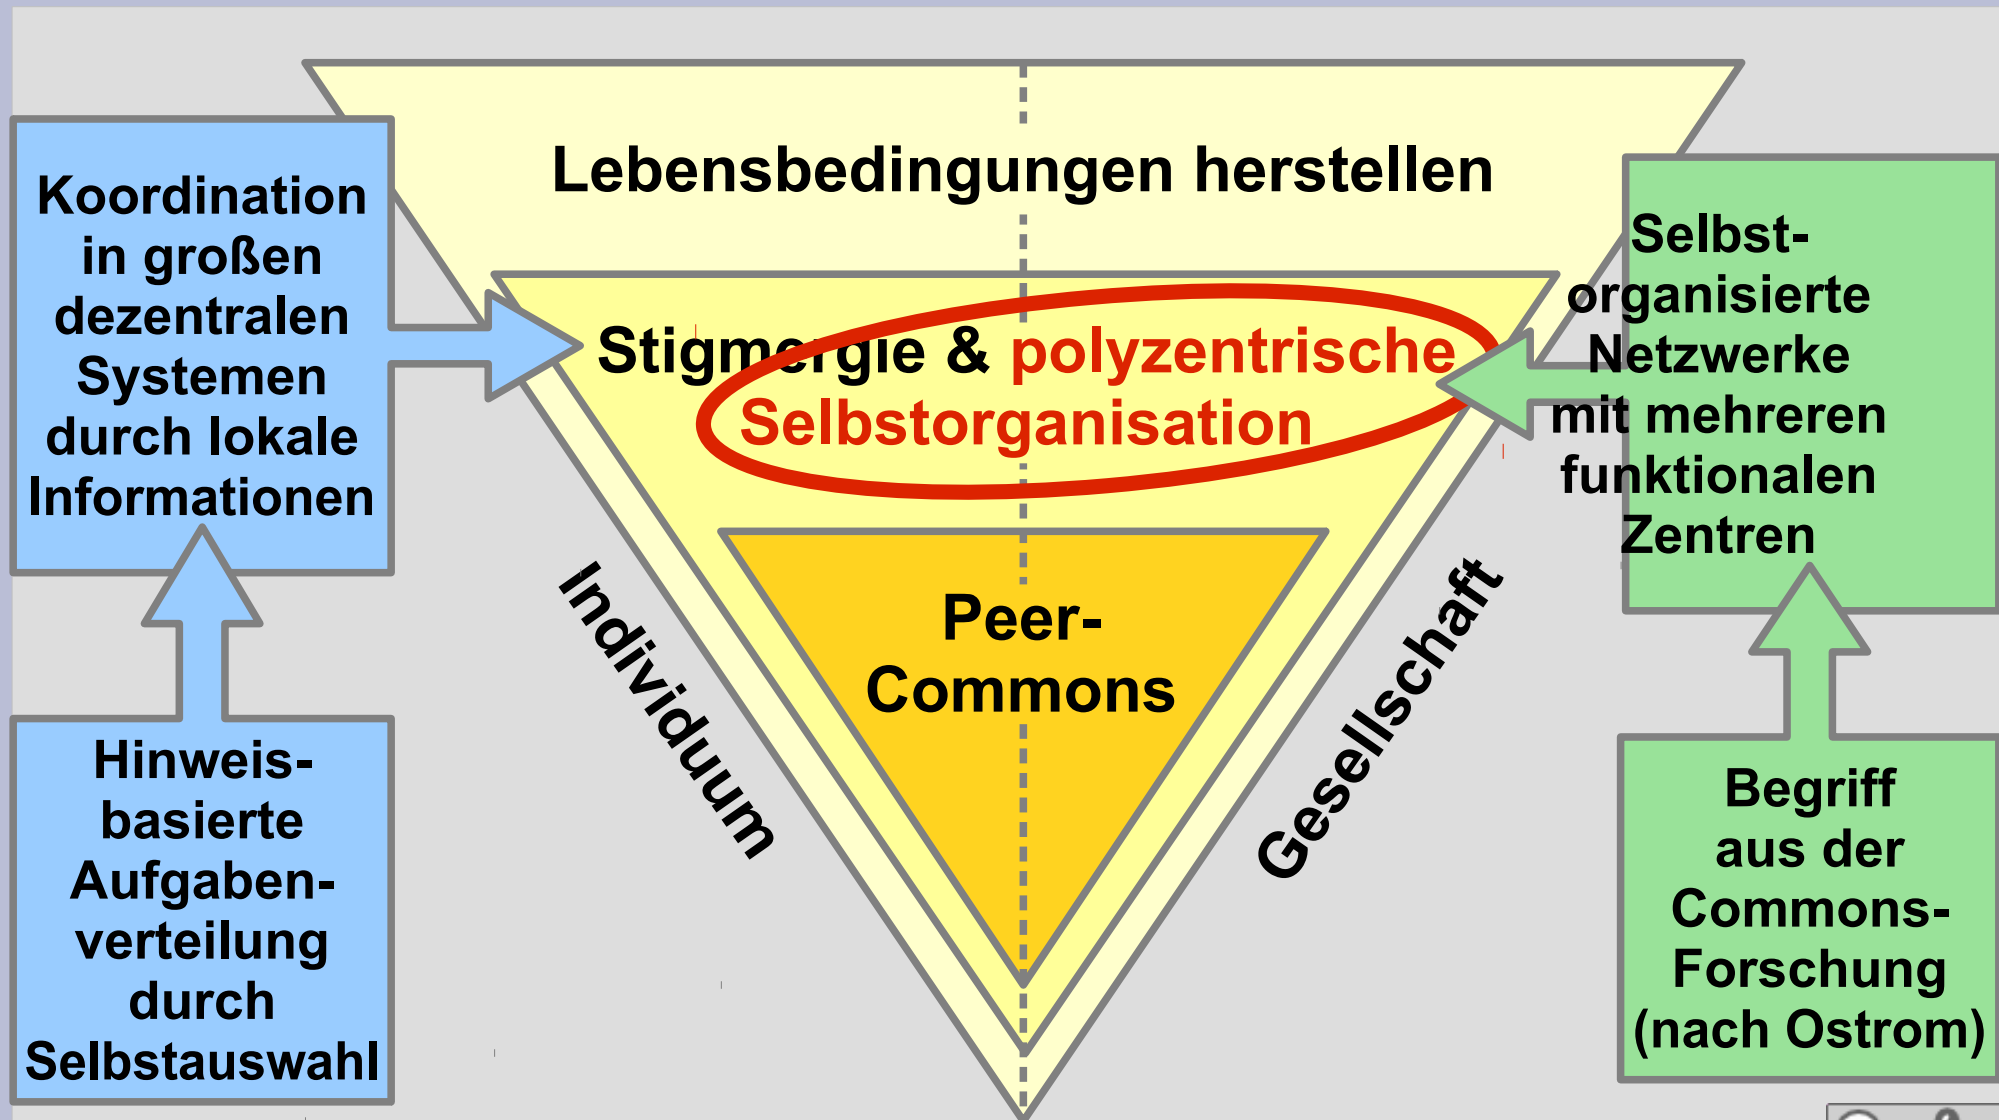 Lebensbedingungen herstellen
Koordination
in großen
dezentralen
Systemen
durch lokale
Informationen
Stigmergie & polyzentrische
Selbstorganisation
Selbst-
organisierte
Netzwerke
mit mehreren
funktionalen
Zentren
Peer-
Commons
Individuum
Gesellschaft
Hinweis-
basierte
Aufgaben-
verteilung
durch
Selbstauswahl
Begriff
aus der
Commons-
Forschung
(nach Ostrom)